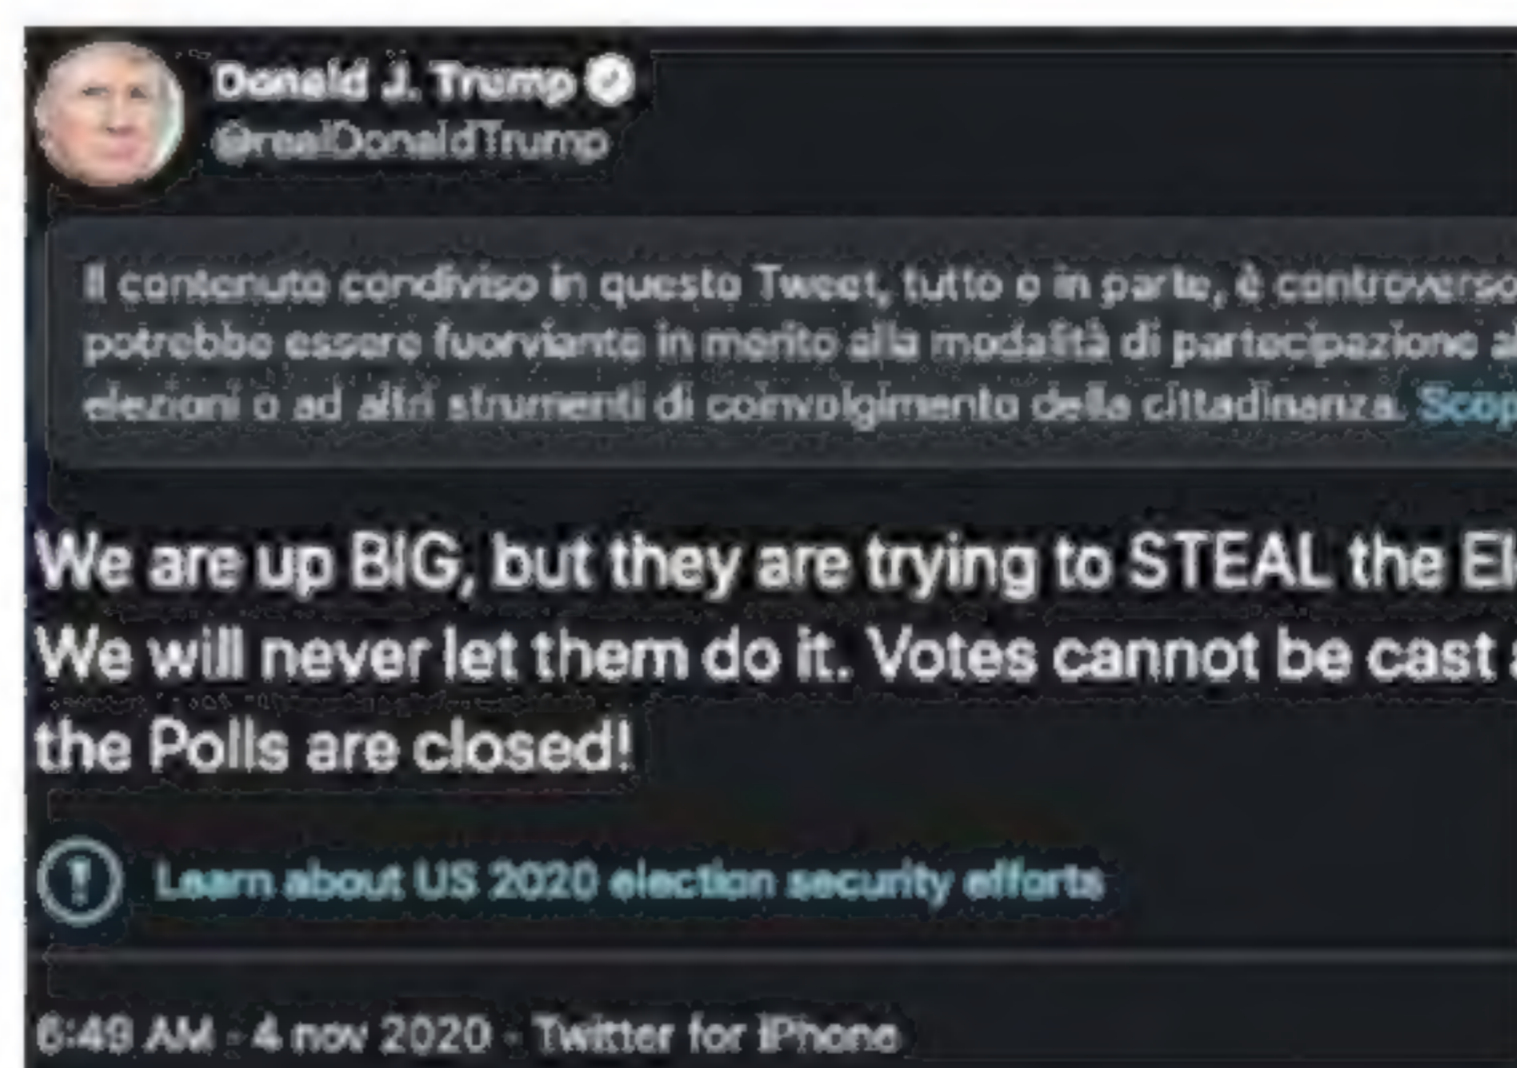 Donald J. Trump
@realDonaldTrump
Il contenuto condiviso in questo Tweet, tutto o in parte, è controverso
potrebbe essere fuorviante in merito alla modalità di partecipazione al
elezioni o ad altri strumenti di coinvolgimento della cittadinanza. Scop
We are up BIG, but they are trying to STEAL the El
We will never let them do it. Votes cannot be cast a
the Polls are closed!
Learn about US 2020 election security efforts
6:49 AM · 4 nov 2020 · Twitter for iPhone